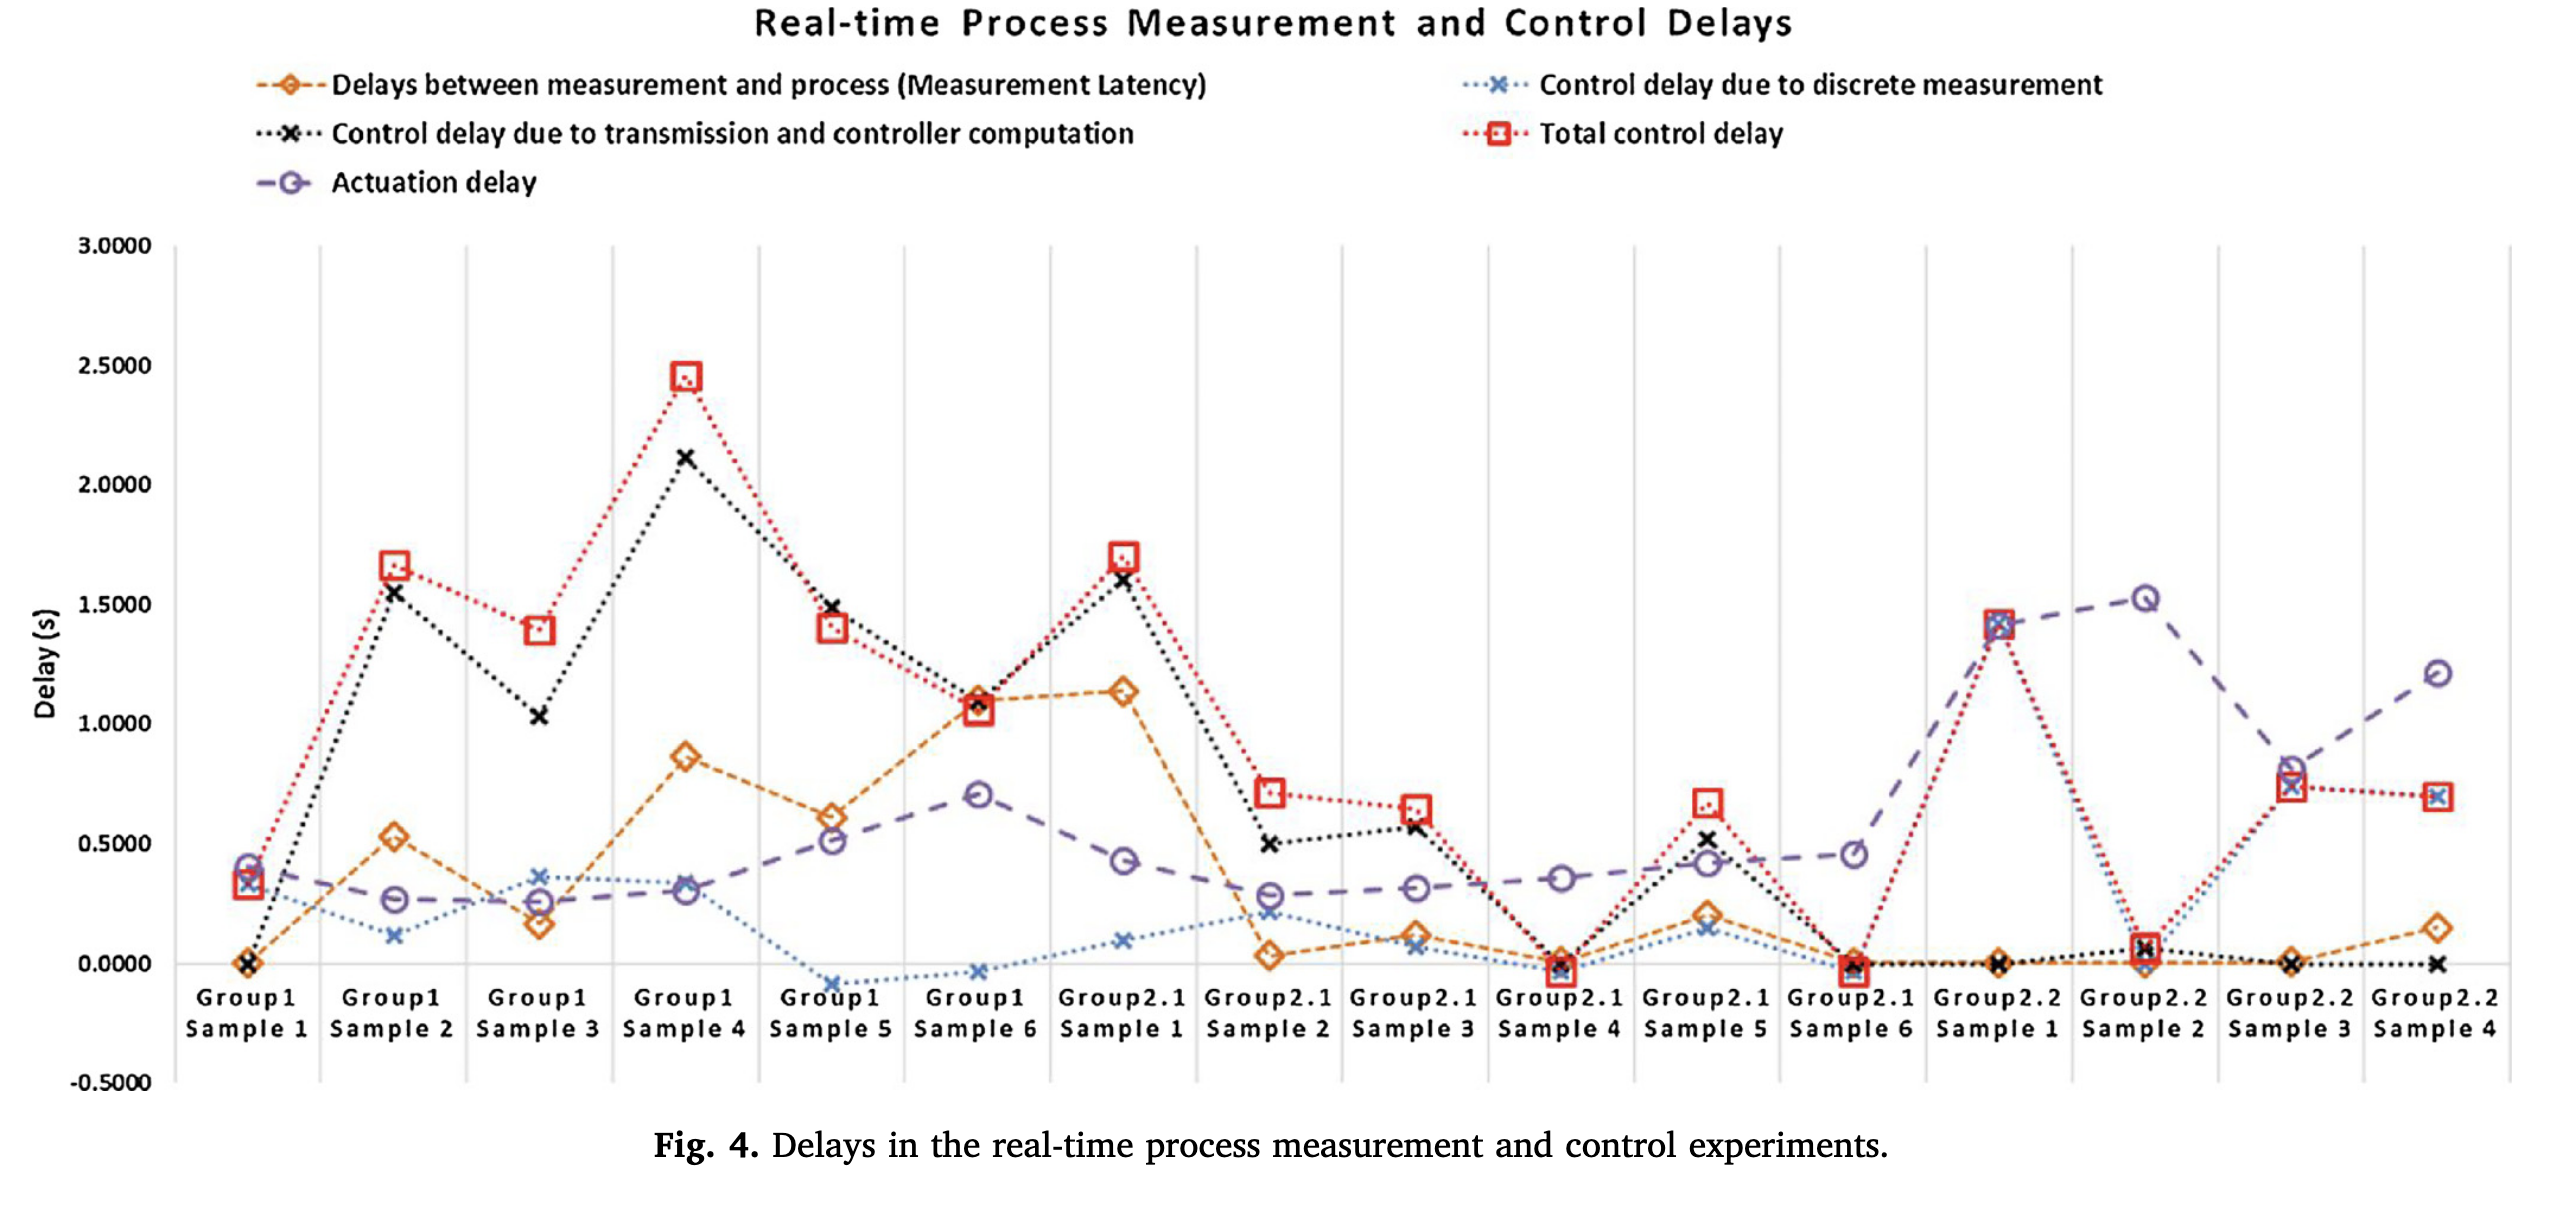 Real-time Process Measurement and Control Delays
Delays between measurement and process (Measurement Latency)
Control delay due to discrete measurement
Control delay due to transmission and controller computation
Total control delay
Actuation delay
3.0000
2.5000
2.0000
1.5000
1.0000
0.5000
0.0000
-0.5000
Delay (s)
Group1 Sample 1
Group1 Sample 2
Group1 Sample 3
Group1 Sample 4
Group1 Sample 5
Group1 Sample 6
Group2.1 Sample 1
Group2.1 Sample 2
Group2.1 Sample 3
Group2.1 Sample 4
Group2.1 Sample 5
Group2.1 Sample 6
Group2.2 Sample 1
Group2.2 Sample 2
Group2.2 Sample 3
Group2.2 Sample 4
Fig. 4. Delays in the real-time process measurement and control experiments.